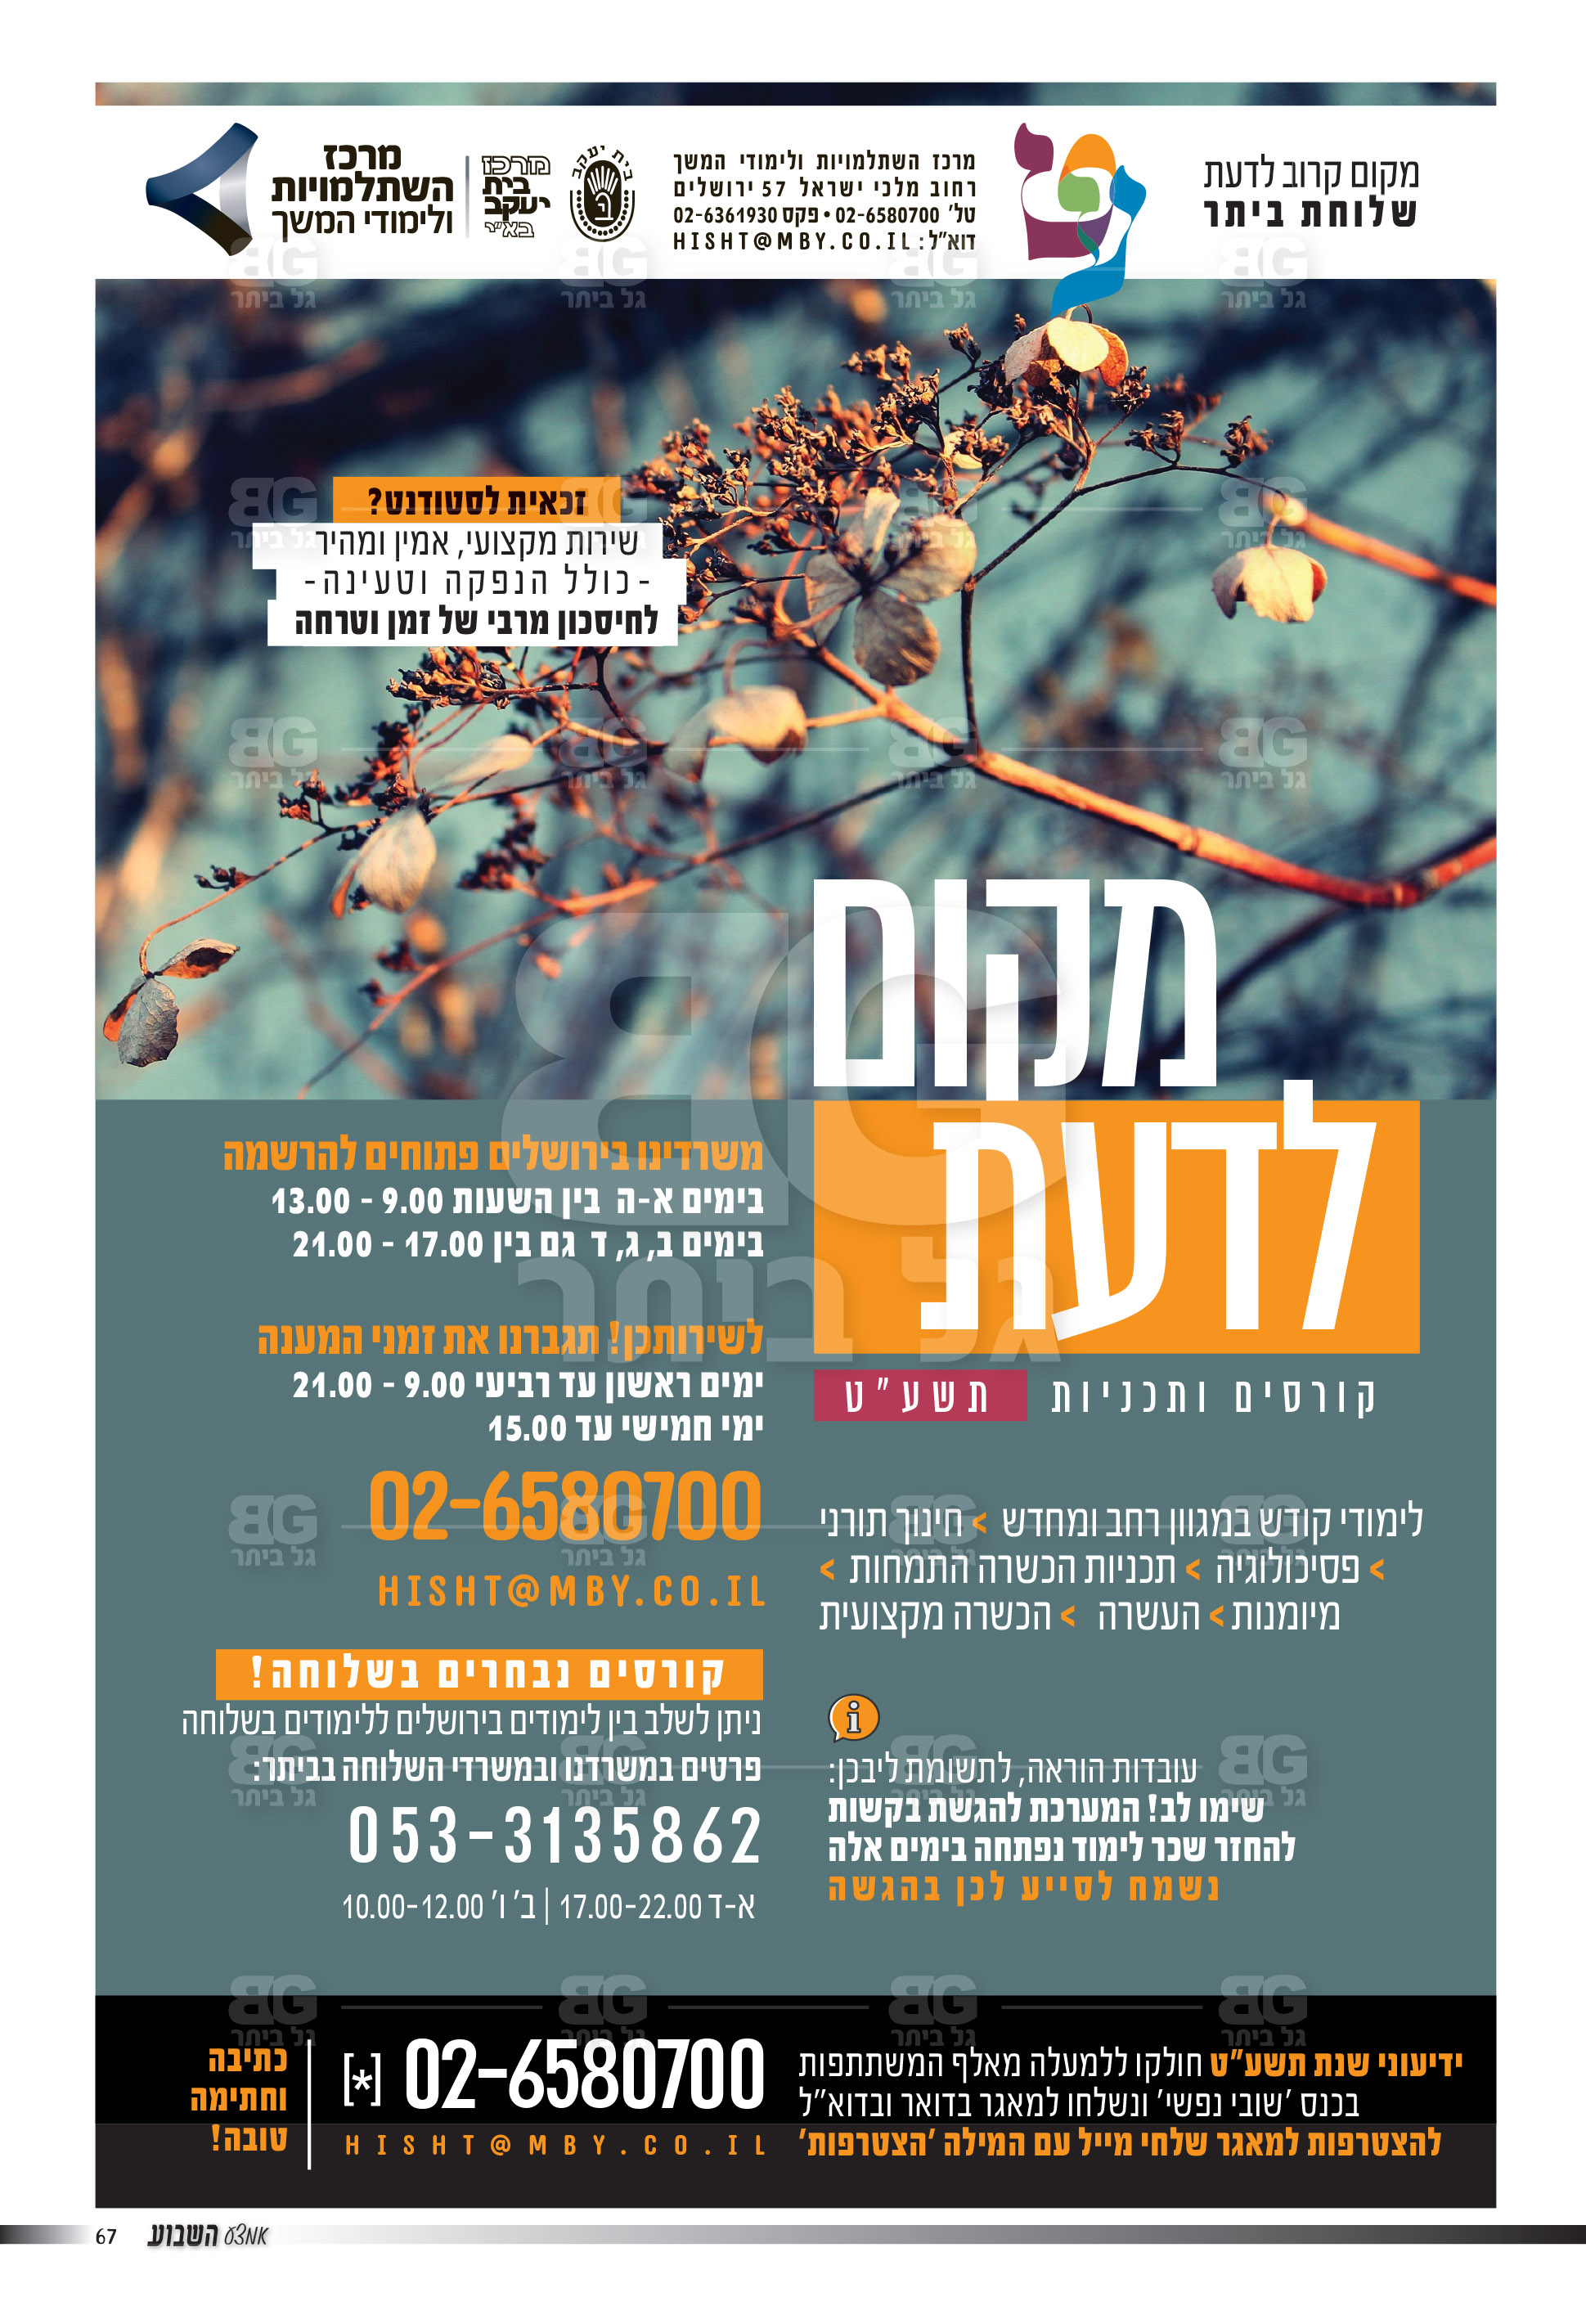 מקום קרוב לדעת
שלוחת ביתר
מרכז השתלמויות ולימודי המשך
רחוב מלכי ישראל 57 ירושלים
טל' 02-6580700 • פקס 02-6361930
דוא"ל: HISHT@MBY.CO.IL
בית יעקב
מרכז
בית
יעקב
בא"י
מרכז
השתלמויות
ולימודי המשך
זכאית לסטודנט?
שירות מקצועי, אמין ומהיר
- כולל הנפקה וטעינה -
לחיסכון מרבי של זמן וטרחה
מקום
לדעת
קורסים ותכניות תשע"ט
לימודי קודש במגוון רחב ומחדש > חינוך תורני
> פסיכולוגיה > תכניות הכשרה התמחות >
מיומנות > העשרה > הכשרה מקצועית
i
עובדות הוראה, לתשומת ליבכן:
שימו לב! המערכת להגשת בקשות
להחזר שכר לימוד נפתחה בימים אלה
נשמח לסייע לכן בהגשה
משרדינו בירושלים פתוחים להרשמה
בימים א-ה בין השעות 9.00 - 13.00
בימים ב, ג, ד גם בין 17.00 - 21.00
לשירותכן! תגברנו את זמני המענה
ימים ראשון עד רביעי 9.00 - 21.00
ימי חמישי עד 15.00
02-6580700
HISHT@MBY.CO.IL
קורסים נבחרים בשלוחה!
ניתן לשלב בין לימודים בירושלים ללימודים בשלוחה
פרטים במשרדנו ובמשרדי השלוחה בביתר:
053-3135862
א-ד 17.00-22.00 | ב' ו' 10.00-12.00
ידיעוני שנת תשע"ט חולקו ללמעלה מאלף המשתתפות
בכנס 'שובי נפשי' ונשלחו למאגר בדואר ובדוא"ל
להצטרפות למאגר שלחי מייל עם המילה 'הצטרפות'
02-6580700 [*]
HISHT@MBY.CO.IL
כתיבה
וחתימה
טובה!
BG
גל ביתר
67 אמצע השבוע